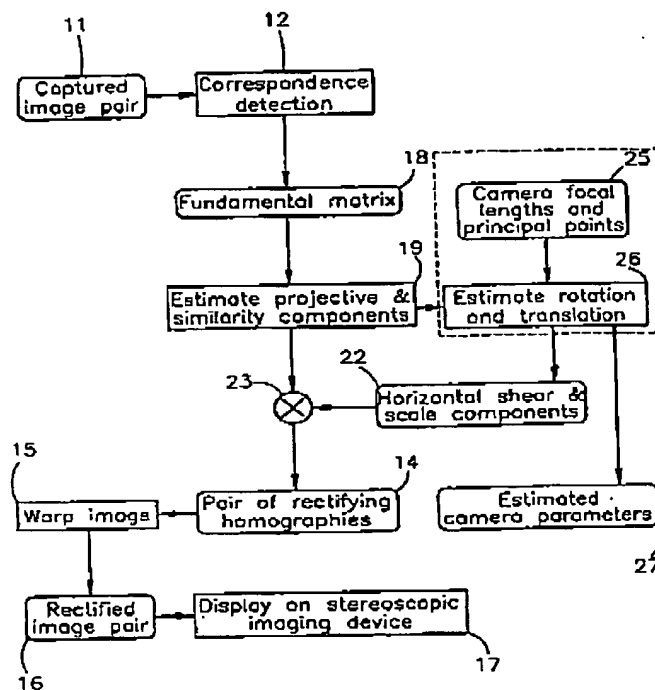 11
12
Captured
image pair
Correspondence
detection
18
Fundamental matrix
25
Camera focal
lengths and
principal points
19
26
Estimate projective &
similarity components
Estimate rotation
and translation
23
22
Horizontal shear &
scale components
15
14
Warp image
Pair of rectifying
homographies
Estimated
camera parameters
27
Rectified
image pair
Display on stereoscopic
imaging device
16
17